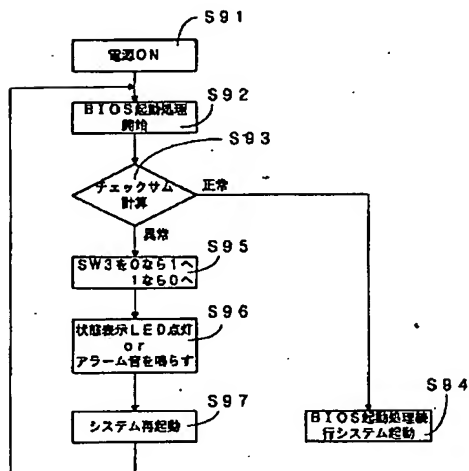 S91
電源ON
S92
BIOS起動処理
開始
S93
チェックサム
計算
正常
異常
S95
SW3を0なら1へ
1なら0へ
S96
状態表示LED点灯
or
アラーム音を鳴らす
S97
システム再起動
S94
BIOS起動処理続
行システム起動